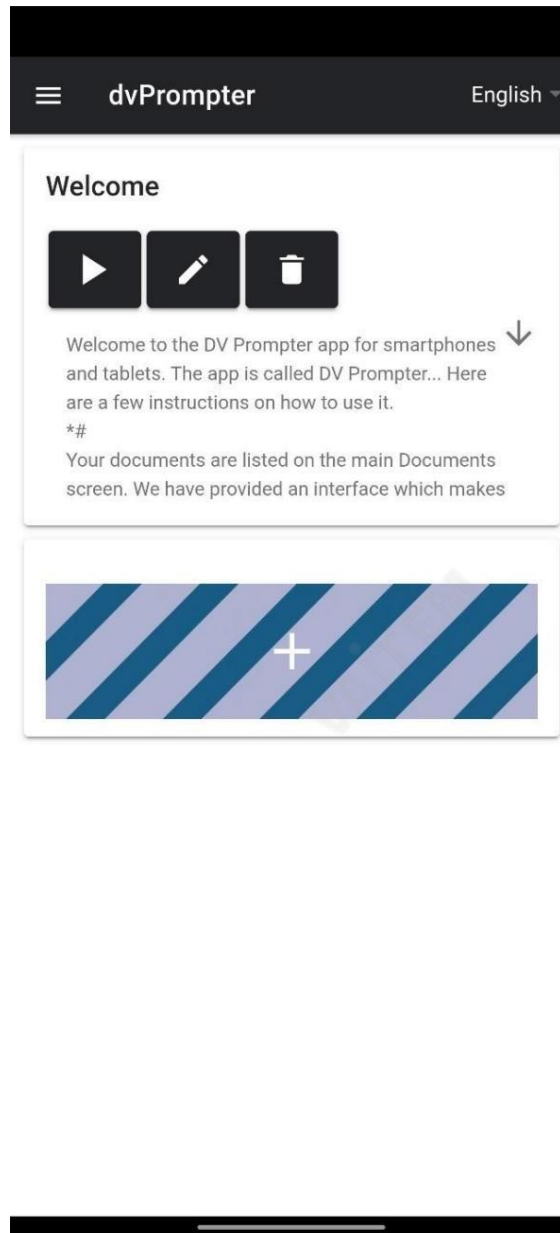 dvPrompter
English
Welcome
Welcome to the DV Prompter app for smartphones
and tablets. The app is called DV Prompter... Here
are a few instructions on how to use it.
*#
Your documents are listed on the main Documents
screen. We have provided an interface which makes